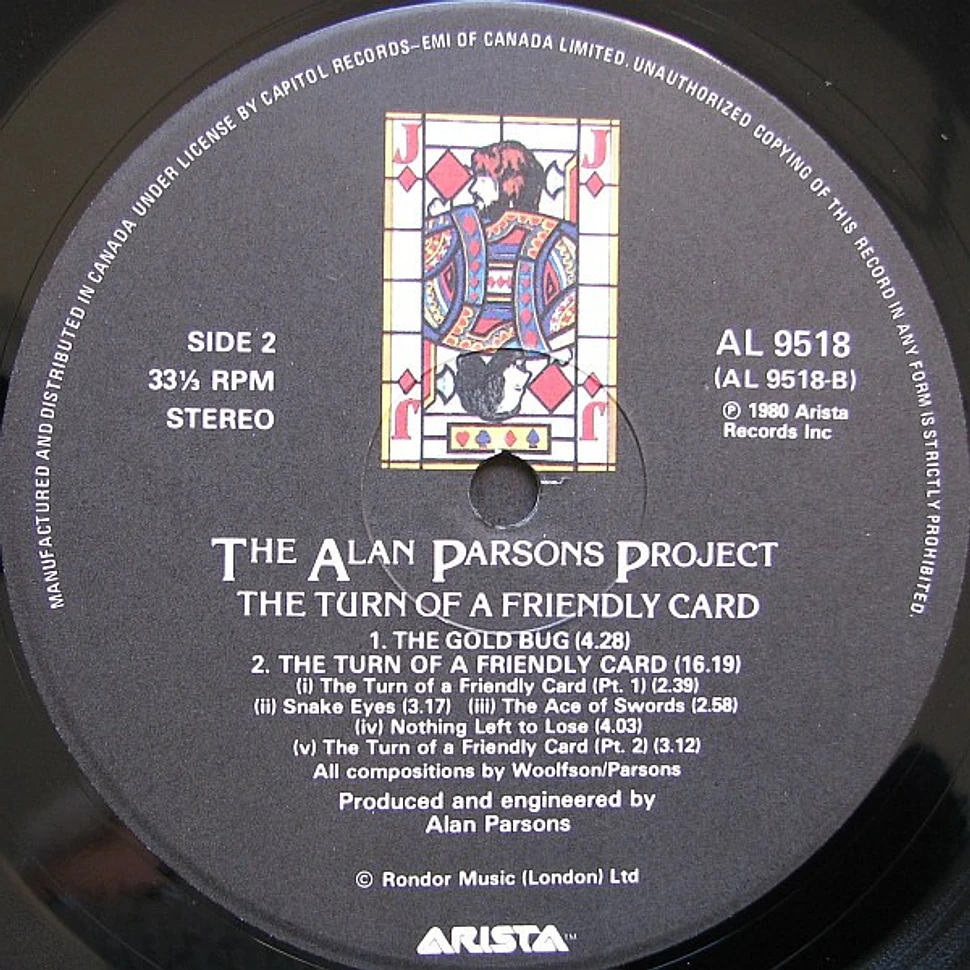 MANUFACTURED AND DISTRIBUTED IN CANADA UNDER LICENSE BY CAPITOL RECORDS–EMI OF CANADA LIMITED. UNAUTHORIZED COPYING OF THIS RECORD IN ANY FORM IS STRICTLY PROHIBITED.
J J
SIDE 2
33⅓ RPM
STEREO
AL 9518
(AL 9518-B)
℗ 1980 Arista
Records Inc
J J
THE ALAN PARSONS PROJECT
THE TURN OF A FRIENDLY CARD
1. THE GOLD BUG (4.28)
2. THE TURN OF A FRIENDLY CARD (16.19)
(i) The Turn of a Friendly Card (Pt. 1) (2.39)
(ii) Snake Eyes (3.17) (iii) The Ace of Swords (2.58)
(iv) Nothing Left to Lose (4.03)
(v) The Turn of a Friendly Card (Pt. 2) (3.12)
All compositions by Woolfson/Parsons
Produced and engineered by
Alan Parsons
© Rondor Music (London) Ltd
ARISTA™